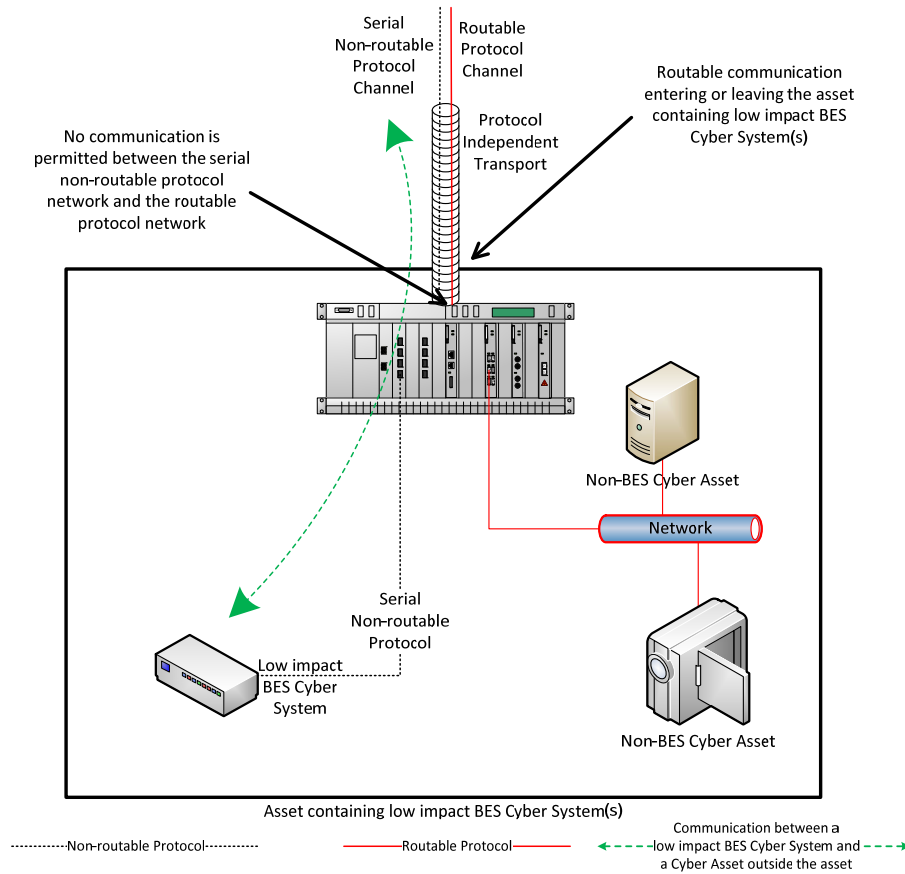 Serial
Non-routable
Protocol
Channel
Routable
Protocol
Channel
Protocol
Independent
Transport
Routable communication
entering or leaving the asset
containing low impact BES
Cyber System(s)
No communication is
permitted between the serial
non-routable protocol
network and the routable
protocol network
Non-BES Cyber Asset
Network
Serial
Non-routable
Protocol
Low impact
BES Cyber
System
Non-BES Cyber Asset
Asset containing low impact BES Cyber System(s)
Non-routable Protocol
Routable Protocol
Communication between a
low impact BES Cyber System and
a Cyber Asset outside the asset